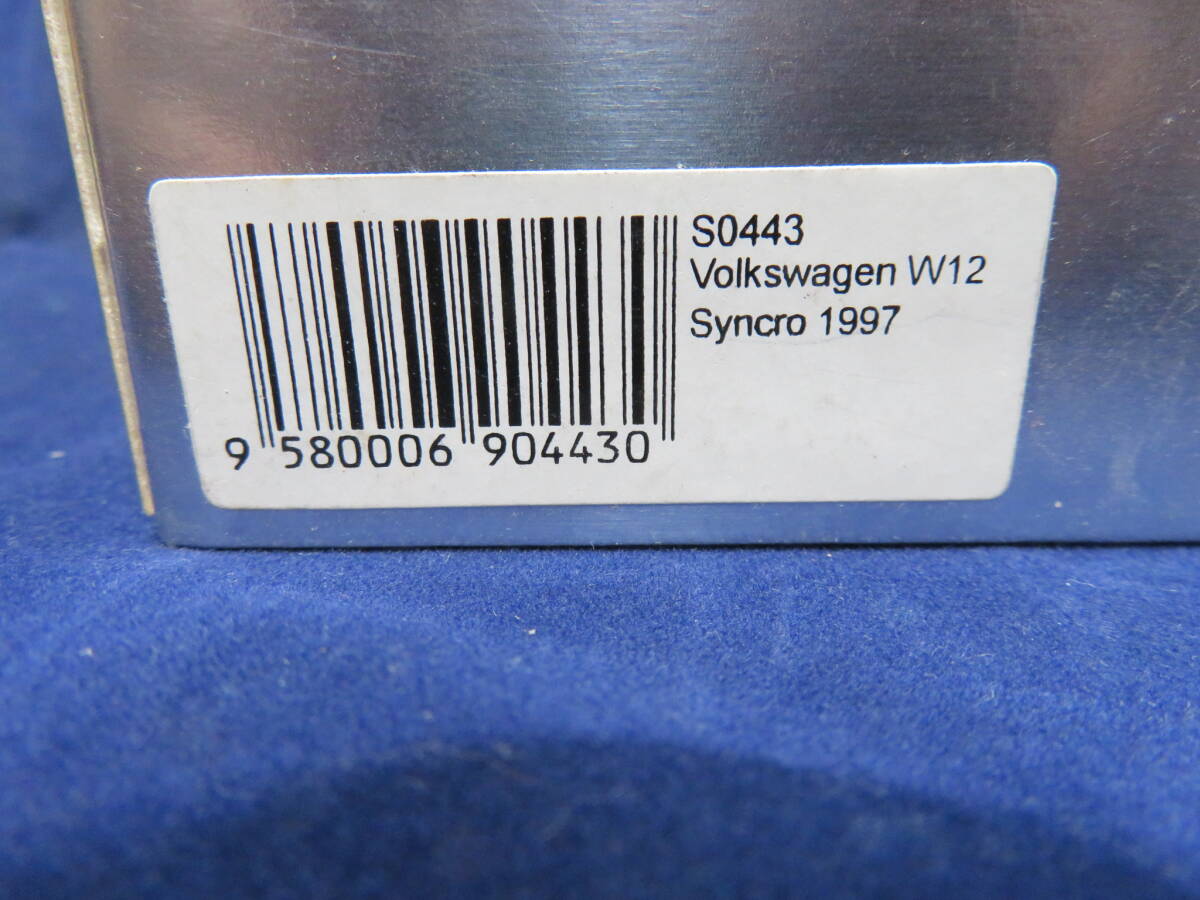 S0443
Volkswagen W12
Syncro 1997
9 580006 904430